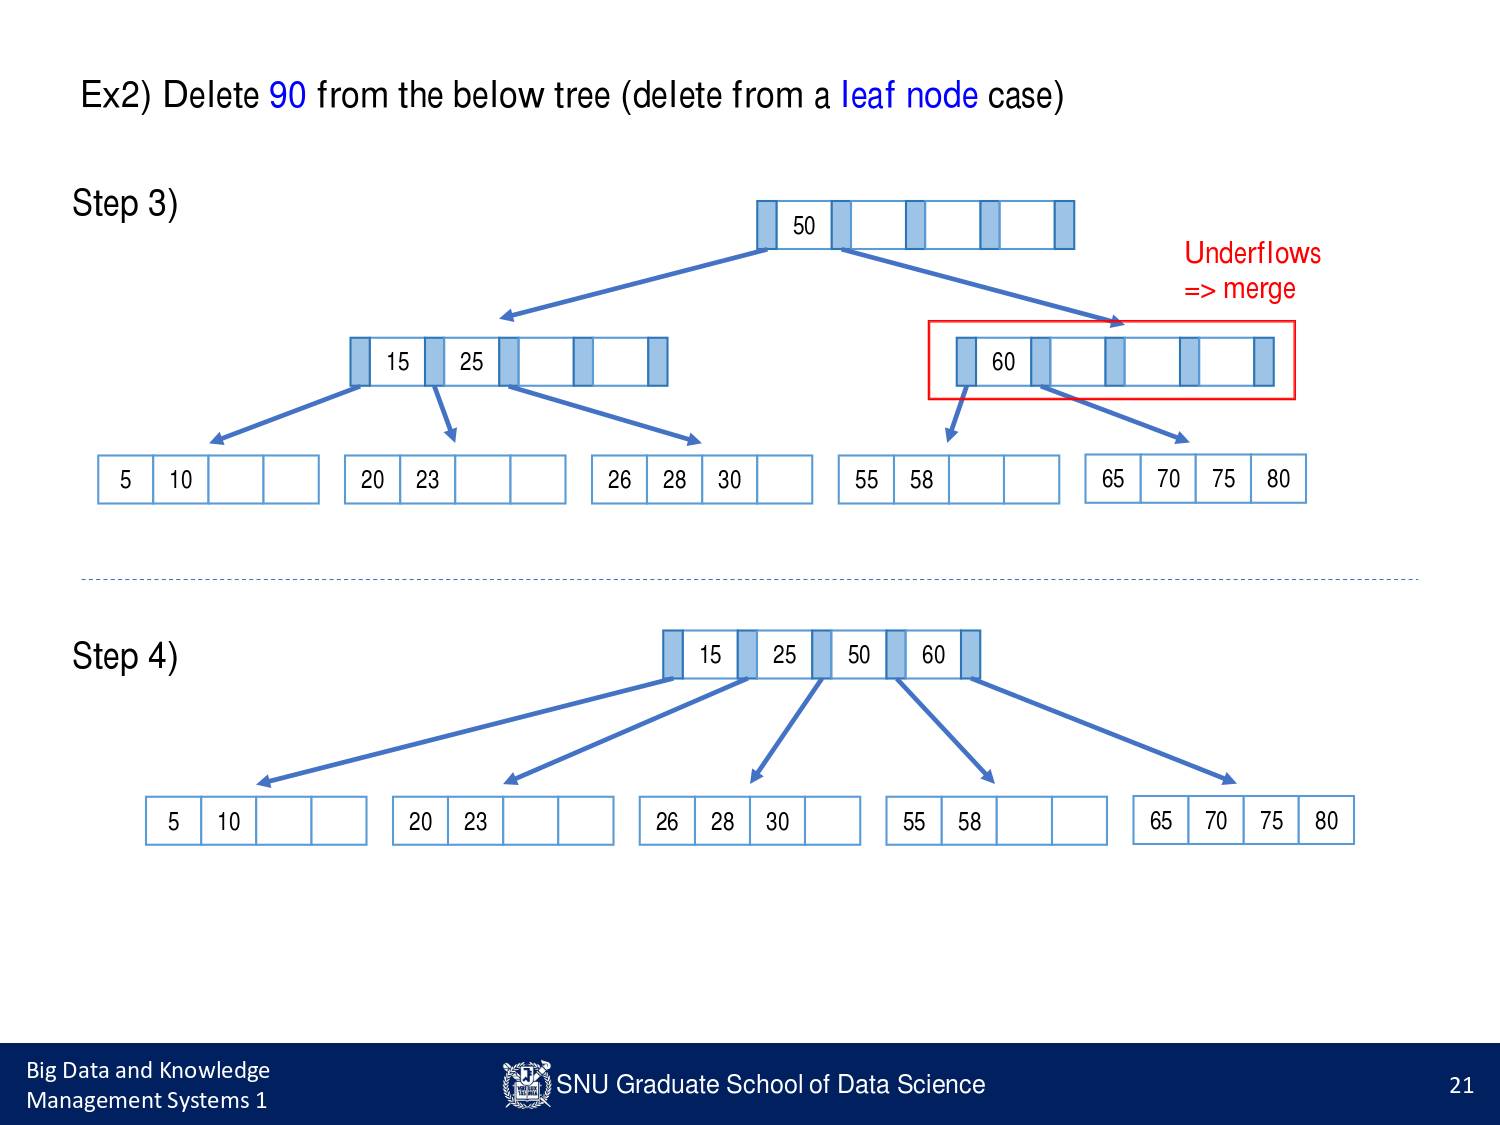 Ex2) Delete 90 from the below tree (delete from a leaf node case)
Step 3)
50
Underflows
=> merge
15 25
60
5 10
20 23
26 28 30
55 58
65 70 75 80
Step 4)
15 25 50 60
5 10
20 23
26 28 30
55 58
65 70 75 80
Big Data and Knowledge
Management Systems 1
SNU Graduate School of Data Science
21